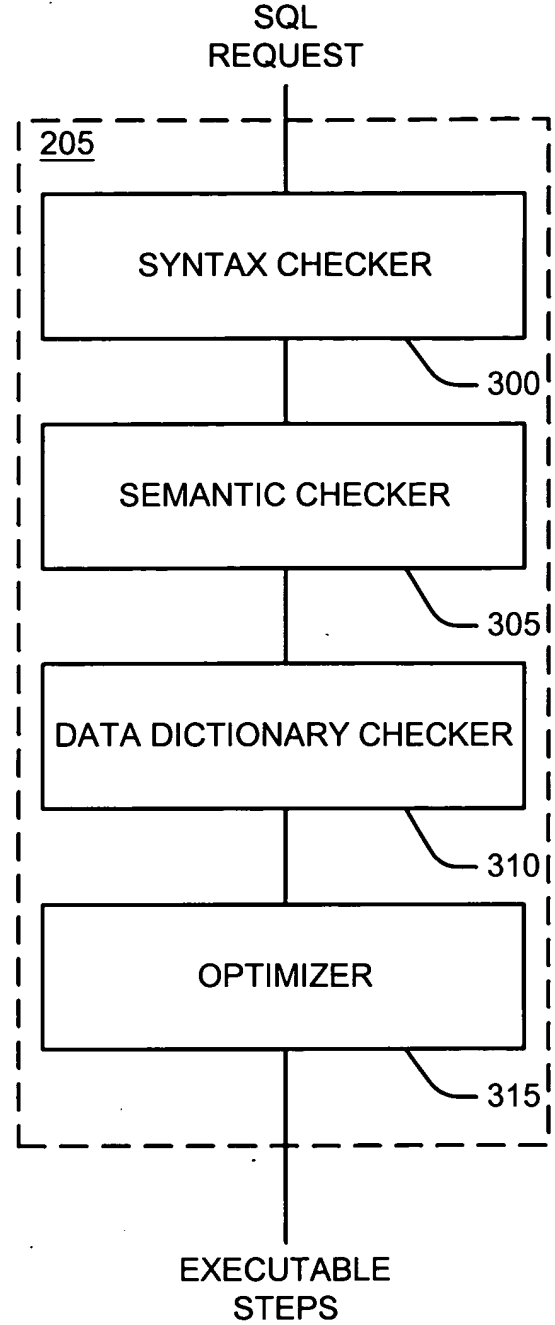 SQL
REQUEST
205
SYNTAX CHECKER
300
SEMANTIC CHECKER
305
DATA DICTIONARY CHECKER
310
OPTIMIZER
315
EXECUTABLE
STEPS